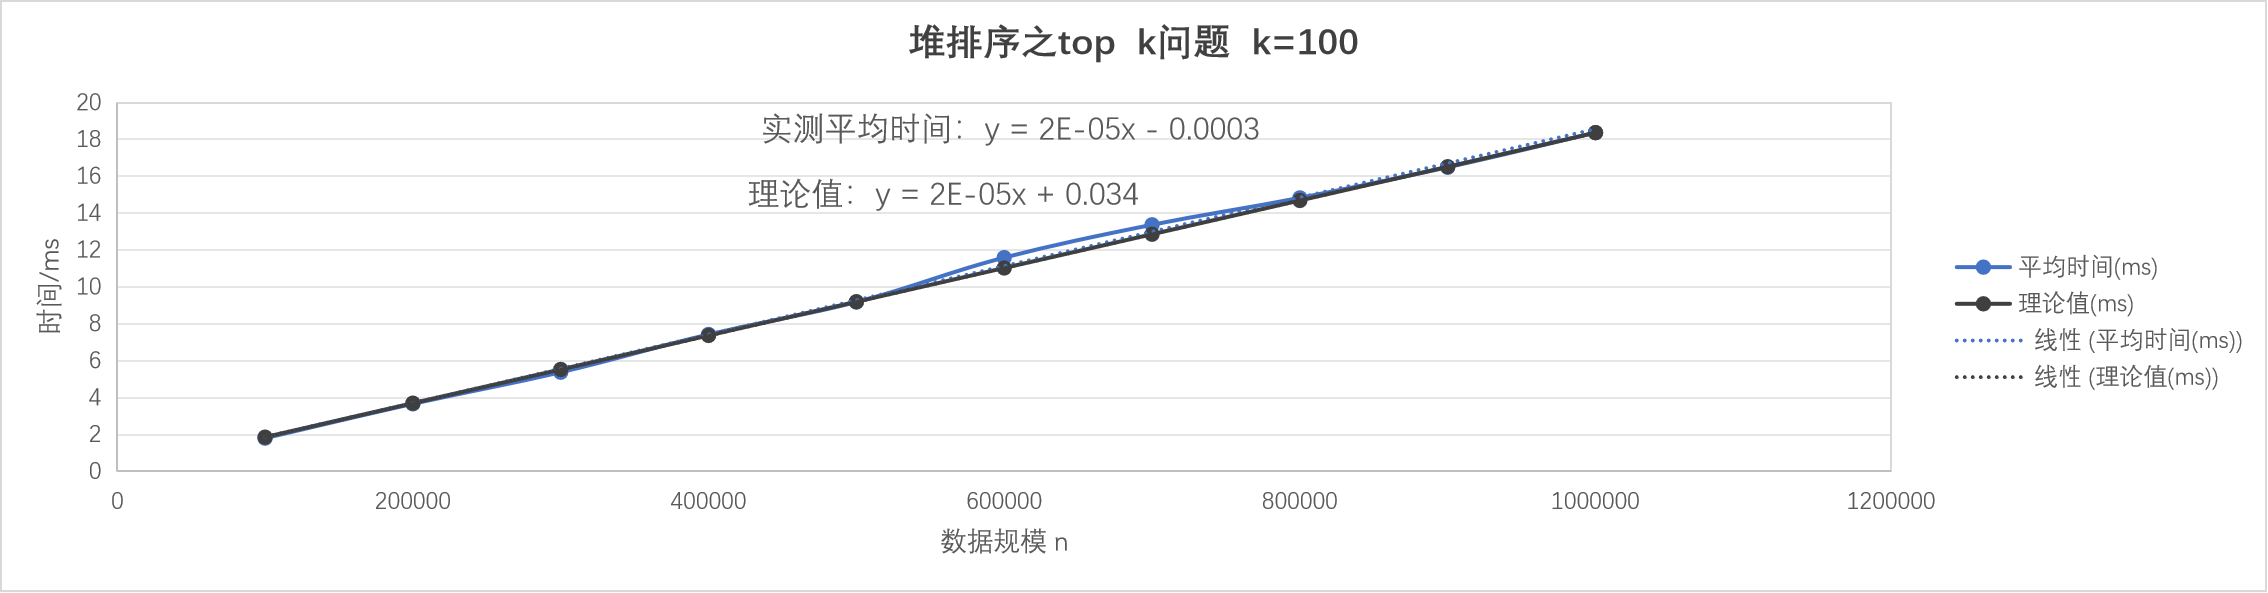 堆排序之top k问题 k=100
20
18
16
14
12
10
8
6
4
2
0
时间/ms
实测平均时间：y = 2E-05x - 0.0003
理论值：y = 2E-05x + 0.034
0 200000 400000 600000 800000 1000000 1200000
数据规模 n
平均时间(ms)
理论值(ms)
线性 (平均时间(ms))
线性 (理论值(ms))